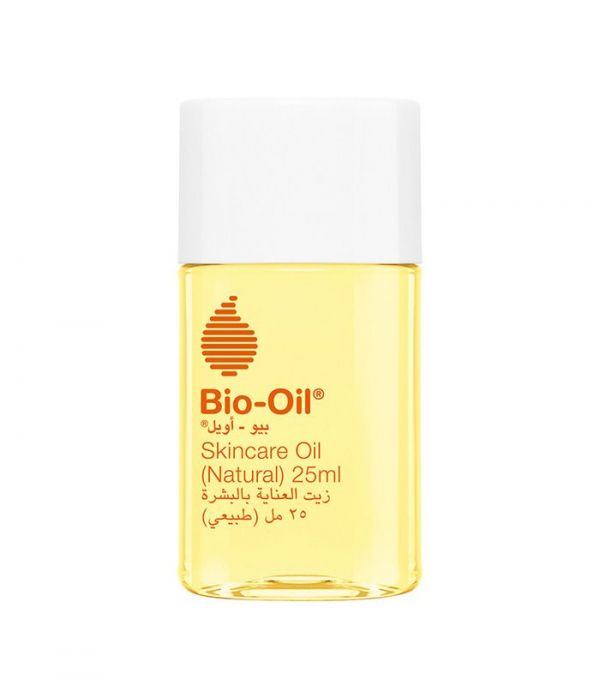 Bio-Oil®
بيو - أويل®
Skincare Oil
(Natural) 25ml
زيت العناية بالبشرة
٢٥ مل (طبيعي)